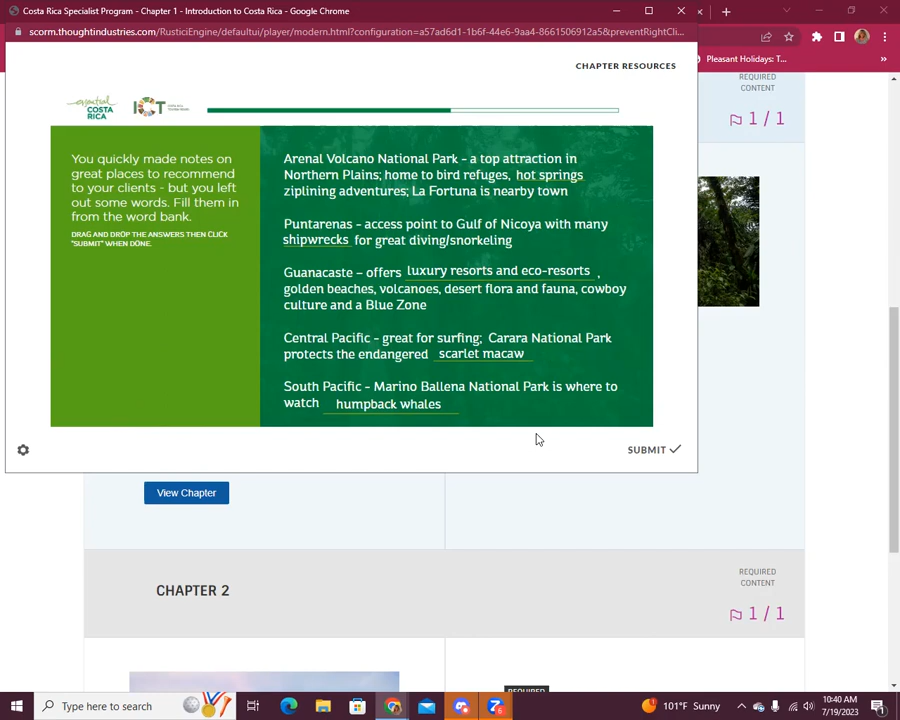 Costa Rica Specialist Program - Chapter 1 - Introduction to Costa Rica - Google Chrome
scorm.thoughtindustries.com/RusticiEngine/defaultui/player/modern.html?configuration=a57ad6d1-1b6f-44e6-9aa4-8661506912a5&preventRightCli...
Pleasant Holidays: T...
CHAPTER RESOURCES
REQUIRED
CONTENT
1 / 1
essential
COSTA
RICA
ICT
You quickly made notes on
great places to recommend
to your clients - but you left
out some words. Fill them in
from the word bank.
DRAG AND DROP THE ANSWERS THEN CLICK
"SUBMIT" WHEN DONE.
Arenal Volcano National Park - a top attraction in
Northern Plains; home to bird refuges, hot springs
ziplining adventures; La Fortuna is nearby town
Puntarenas - access point to Gulf of Nicoya with many
shipwrecks for great diving/snorkeling
Guanacaste – offers luxury resorts and eco-resorts ,
golden beaches, volcanoes, desert flora and fauna, cowboy
culture and a Blue Zone
Central Pacific - great for surfing; Carara National Park
protects the endangered scarlet macaw
South Pacific - Marino Ballena National Park is where to
watch humpback whales
SUBMIT
View Chapter
CHAPTER 2
REQUIRED
CONTENT
1 / 1
REQUIRED
Type here to search
101°F Sunny
10:40 AM
7/19/2023